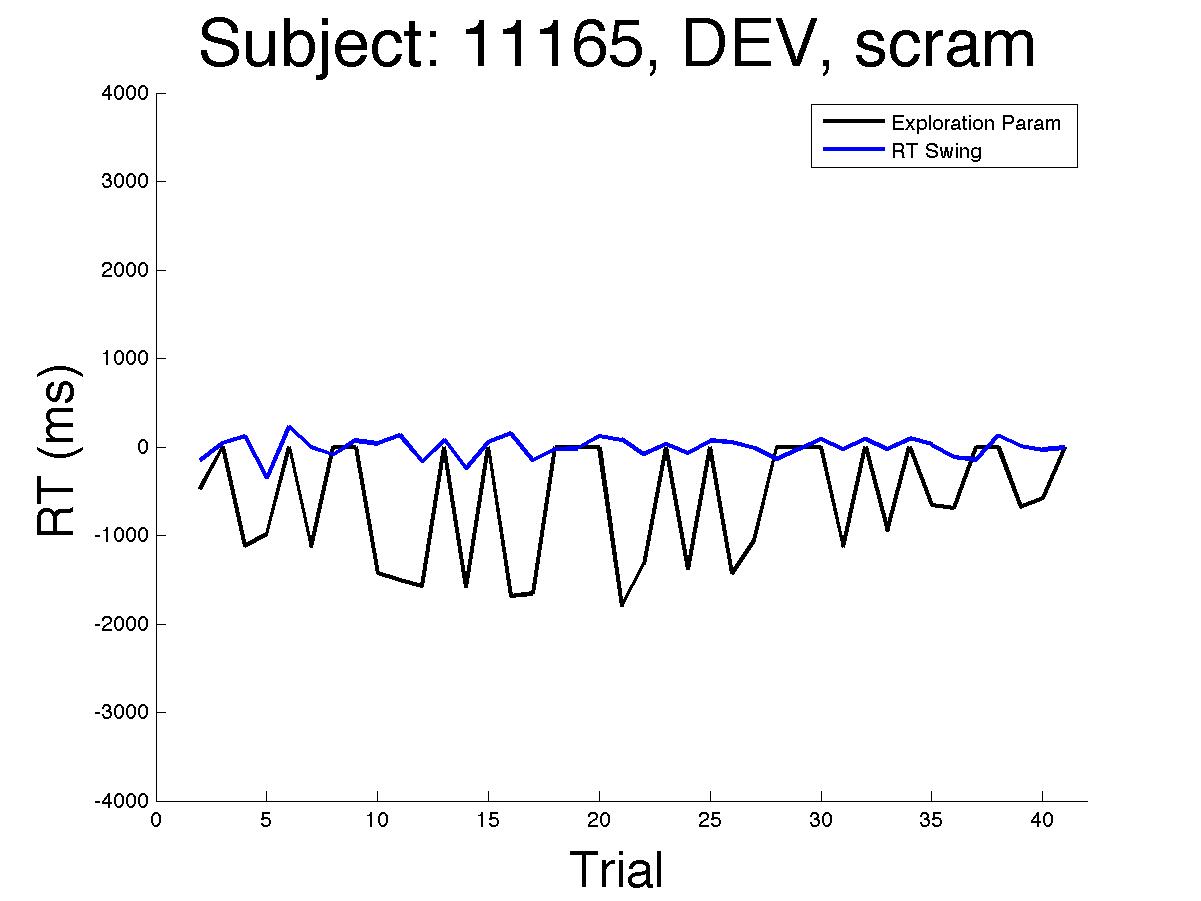 Subject: 11165, DEV, scram
Exploration Param
RT Swing
4000
3000
2000
1000
0
-1000
-2000
-3000
-4000
RT (ms)
0 5 10 15 20 25 30 35 40
Trial